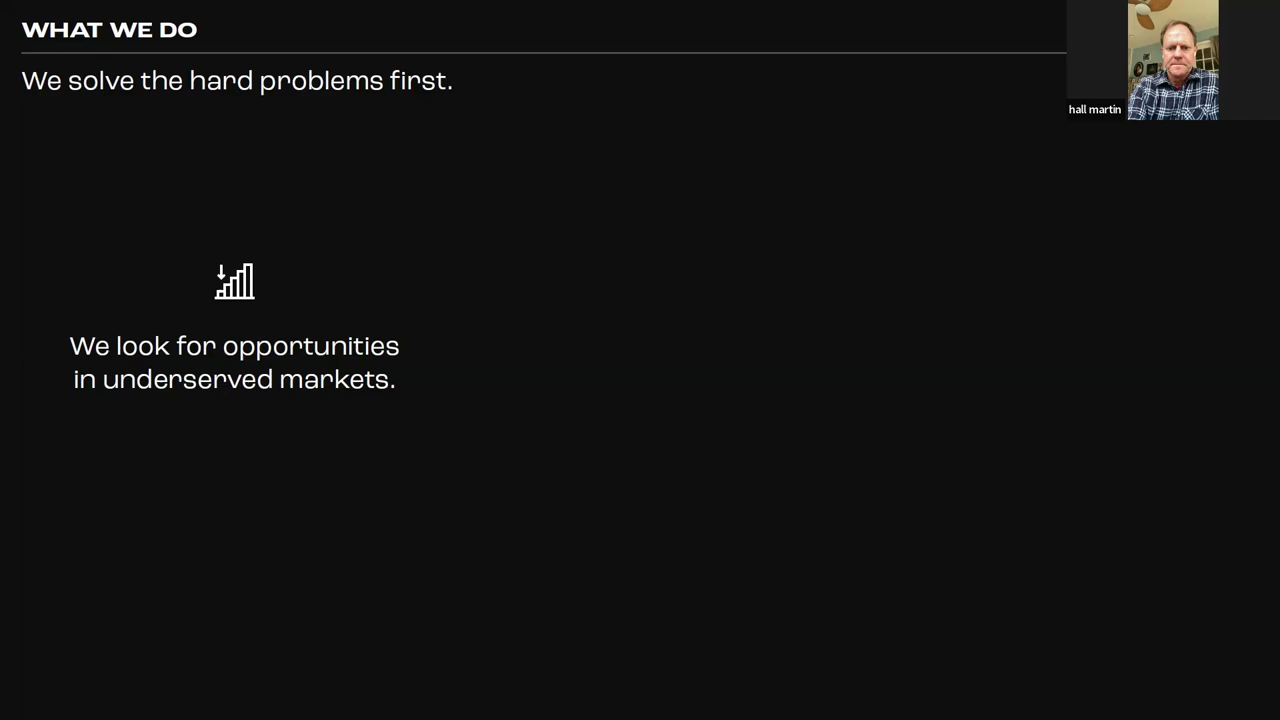 WHAT WE DO
We solve the hard problems first.
hall martin
We look for opportunities
in underserved markets.